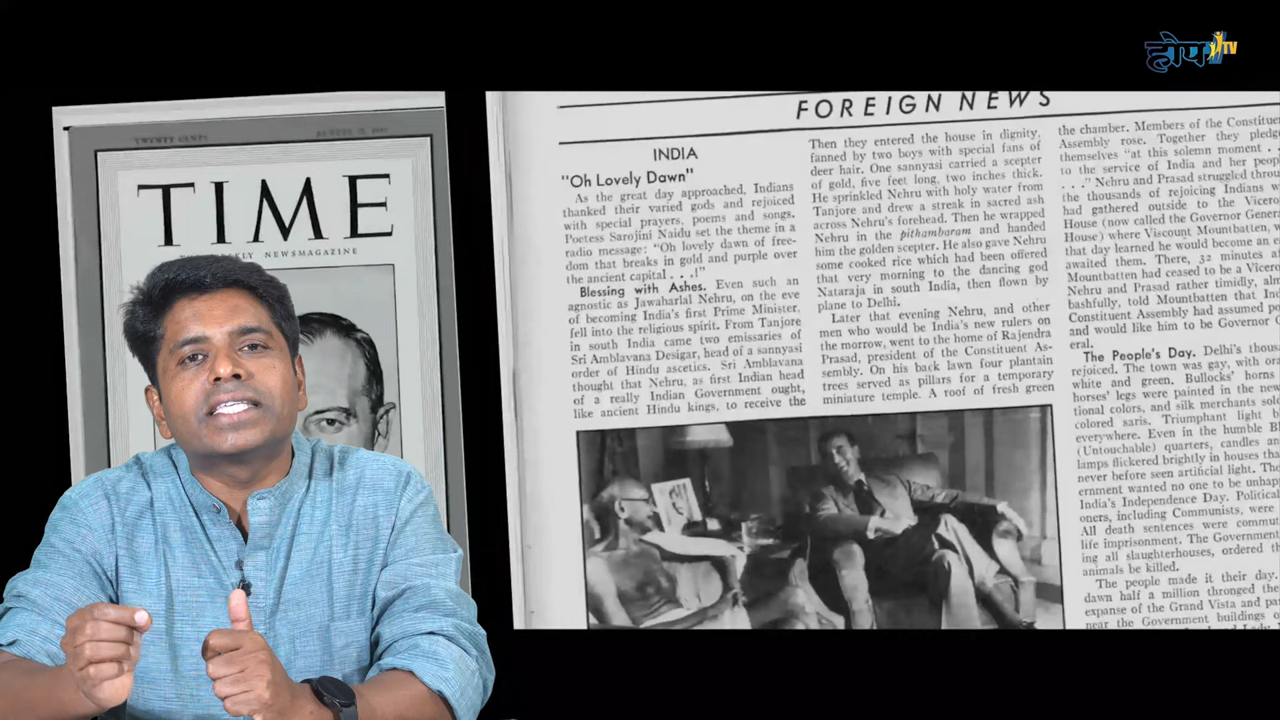 होप TV
TIME
NEWSMAGAZINE
FOREIGN NEWS
INDIA
"Oh Lovely Dawn"
As the great day approached, Indians
thanked their varied gods and rejoiced
with special prayers, poems and songs.
Poetess Sarojini Naidu set the theme in a
radio message: "Oh lovely dawn of free-
dom that breaks in gold and purple over
the ancient capital . . .!"
Blessing with Ashes. Even such an
agnostic as Jawaharlal Nehru, on the eve
of becoming India's first Prime Minister,
fell into the religious spirit. From Tanjore
in south India came two emissaries of
Sri Amblavana Desigar, head of a sannyasi
order of Hindu ascetics. Sri Amblavana
thought that Nehru, as first Indian head
of a really Indian Government ought,
like ancient Hindu kings, to receive the
Then they entered the house in dignity,
fanned by two boys with special fans of
deer hair. One sannyasi carried a scepter
of gold, five feet long, two inches thick.
He sprinkled Nehru with holy water from
Tanjore and drew a streak in sacred ash
across Nehru's forehead. Then he wrapped
Nehru in the pithambaram and handed
him the golden scepter. He also gave Nehru
some cooked rice which had been offered
that very morning to the dancing god
Nataraja in south India, then flown by
plane to Delhi.
Later that evening Nehru, and other
men who would be India's new rulers on
the morrow, went to the home of Rajendra
Prasad, president of the Constituent As-
sembly. On his back lawn four plantain
trees served as pillars for a temporary
miniature temple. A roof of fresh green
the chamber. Members of the Constituen
Assembly rose. Together they pledg
themselves "at this solemn moment . .
to the service of India and her peop
. . ." Nehru and Prasad struggled throu
the thousands of rejoicing Indians w
had gathered outside to the Vicero
House (now called the Governor Gener
House) where Viscount Mountbatten, w
that day learned he would become an e
awaited them. There, 32 minutes a
Mountbatten had ceased to be a Vicer
Nehru and Prasad rather timidly, alm
bashfully, told Mountbatten that Ind
Constituent Assembly had assumed po
and would like him to be Governor G
eral.
The People's Day. Delhi's thous
rejoiced. The town was gay, with ora
white and green. Bullocks' horns
horses' legs were painted in the new
tional colors, and silk merchants sol
colored saris. Triumphant light b
everywhere. Even in the humble B
(Untouchable) quarters, candles an
lamps flickered brightly in houses tha
never before seen artificial light. Th
ernment wanted no one to be unhap
India's Independence Day. Political
oners, including Communists, were
All death sentences were commu
life imprisonment. The Government
ing all slaughterhouses, ordered th
animals be killed.
The people made it their day.
dawn half a million thronged the
expanse of the Grand Vista and pa
near the Government buildings o